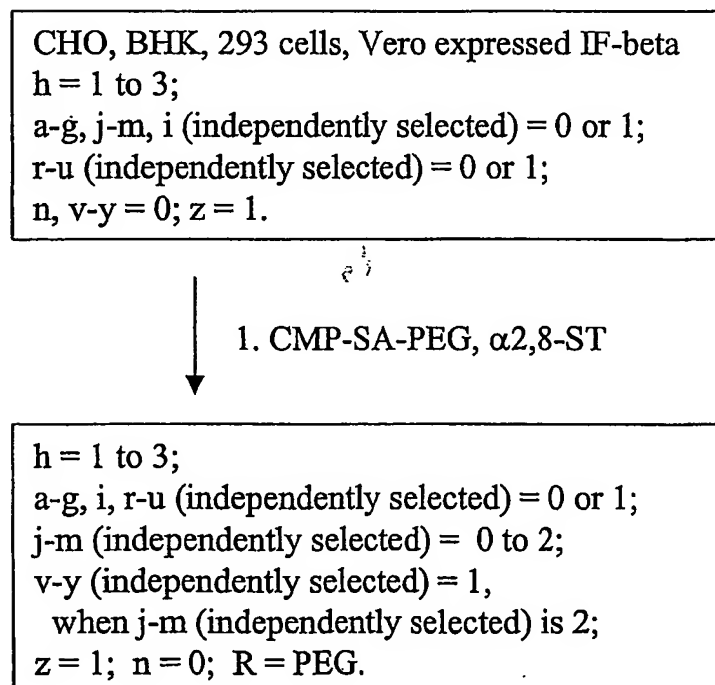 CHO, BHK, 293 cells, Vero expressed IF-beta
h = 1 to 3;
a-g, j-m, i (independently selected) = 0 or 1;
r-u (independently selected) = 0 or 1;
n, v-y = 0; z = 1.
1. CMP-SA-PEG, α2,8-ST
h = 1 to 3;
a-g, i, r-u (independently selected) = 0 or 1;
j-m (independently selected) = 0 to 2;
v-y (independently selected) = 1,
when j-m (independently selected) is 2;
z = 1; n = 0; R = PEG.